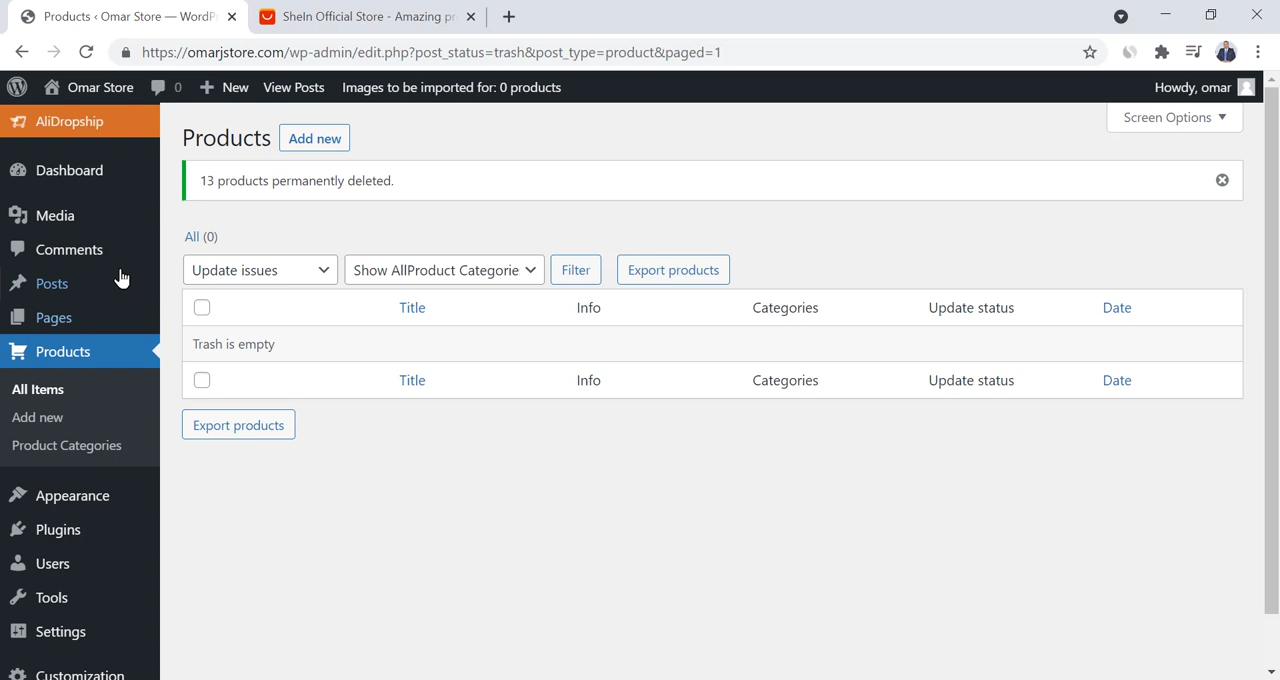 Products ‹ Omar Store — WordP
SheIn Official Store - Amazing pr
https://omarjstore.com/wp-admin/edit.php?post_status=trash&post_type=product&paged=1
Omar Store 0 New View Posts Images to be imported for: 0 products Howdy, omar
AliDropship
Dashboard
Media
Comments
Posts
Pages
Products
All Items
Add new
Product Categories
Appearance
Plugins
Users
Tools
Settings
Customization
Screen Options
Products Add new
13 products permanently deleted.
All (0)
Update issues Show AllProduct Categorie Filter Export products
Title Info Categories Update status Date
Trash is empty
Title Info Categories Update status Date
Export products